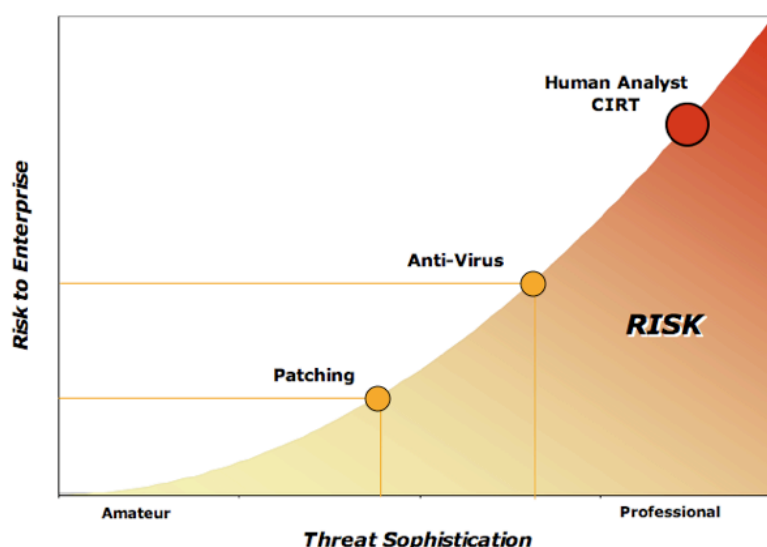 Human Analyst
CIRT
Anti-Virus
RISK
Patching
Risk to Enterprise
Amateur
Professional
Threat Sophistication